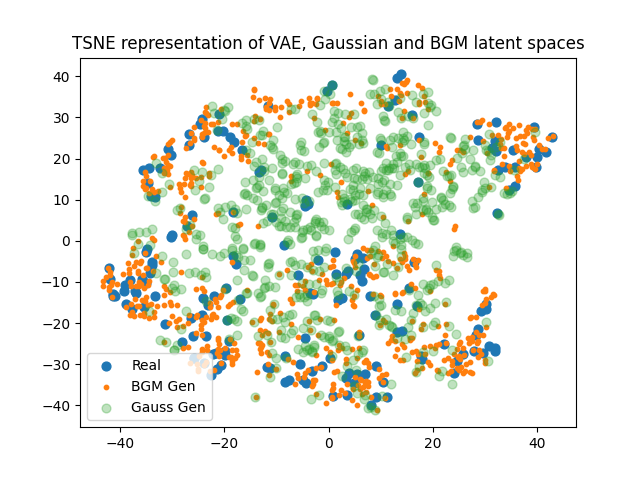 TSNE representation of VAE, Gaussian and BGM latent spaces
40
30
20
10
0
−10
−20
−30
−40
Real
BGM Gen
Gauss Gen
−40 −20 0 20 40